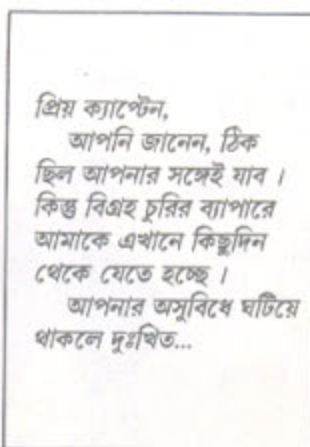 প্রিয় ক্যাপ্টেন,
আপনি জানেন, ঠিক
ছিল আপনার সঙ্গেই যাব ।
কিন্তু বিগ্রহ চুরির ব্যাপারে
আমাকে এখানে কিছুদিন
থেকে যেতে হচ্ছে ।
আপনার অসুবিধে ঘটিয়ে
থাকলে দুঃখিত...